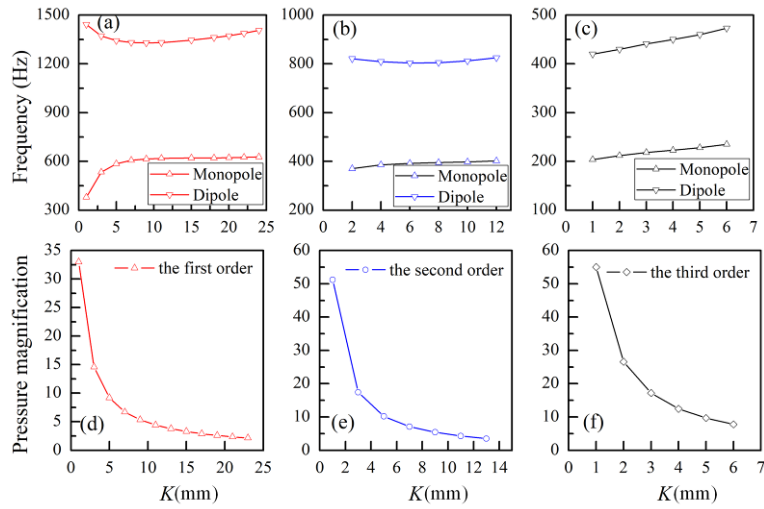 (a)
1500
1200
900
600
300
0 5 10 15 20 25
Monopole
Dipole
Frequency (Hz)
(b)
1000
800
600
400
200
0 2 4 6 8 10 12
Monopole
Dipole
(c)
500
400
300
200
100
0 1 2 3 4 5 6 7
Monopole
Dipole
the first order
35
30
25
20
15
10
5
0
(d)
0 5 10 15 20 25
Pressure magnification
K(mm)
the second order
60
50
40
30
20
10
0
(e)
0 2 4 6 8 10 12 14
K(mm)
the third order
60
50
40
30
20
10
0
(f)
0 1 2 3 4 5 6 7
K(mm)